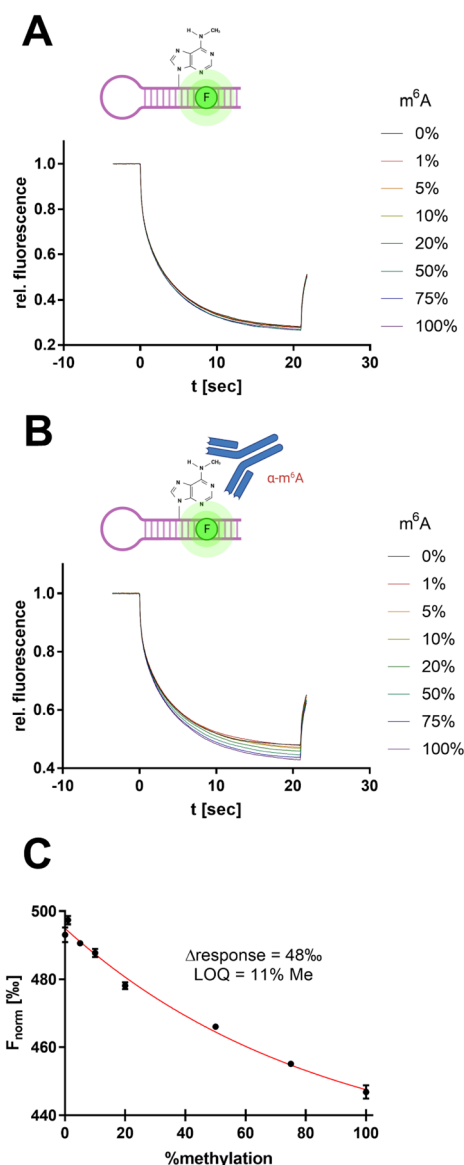 A
H
N
CH₃
N
N
N
N
F
m⁶A
0%
1%
5%
10%
20%
50%
75%
100%
rel. fluorescence
1.0
0.8
0.6
0.4
0.2
-10
0
10
20
30
t [sec]
B
H
N
CH₃
N
N
N
N
α-m⁶A
F
m⁶A
0%
1%
5%
10%
20%
50%
75%
100%
rel. fluorescence
1.0
0.8
0.6
0.4
-10
0
10
20
30
t [sec]
C
Fnorm [‰]
500
480
460
440
Δresponse = 48‰
LOQ = 11% Me
0
20
40
60
80
100
%methylation